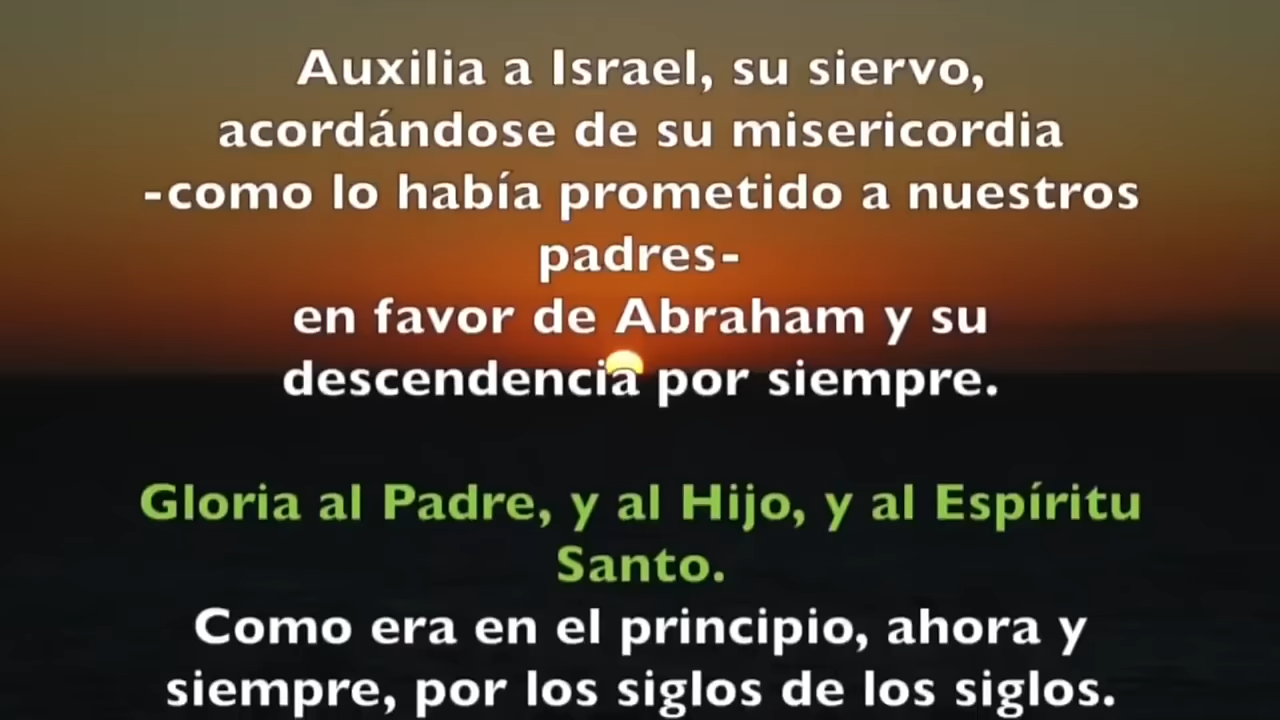 Auxilia a Israel, su siervo,
acordándose de su misericordia
-como lo había prometido a nuestros
padres-
en favor de Abraham y su
descendencia por siempre.
Gloria al Padre, y al Hijo, y al Espíritu
Santo.
Como era en el principio, ahora y
siempre, por los siglos de los siglos.